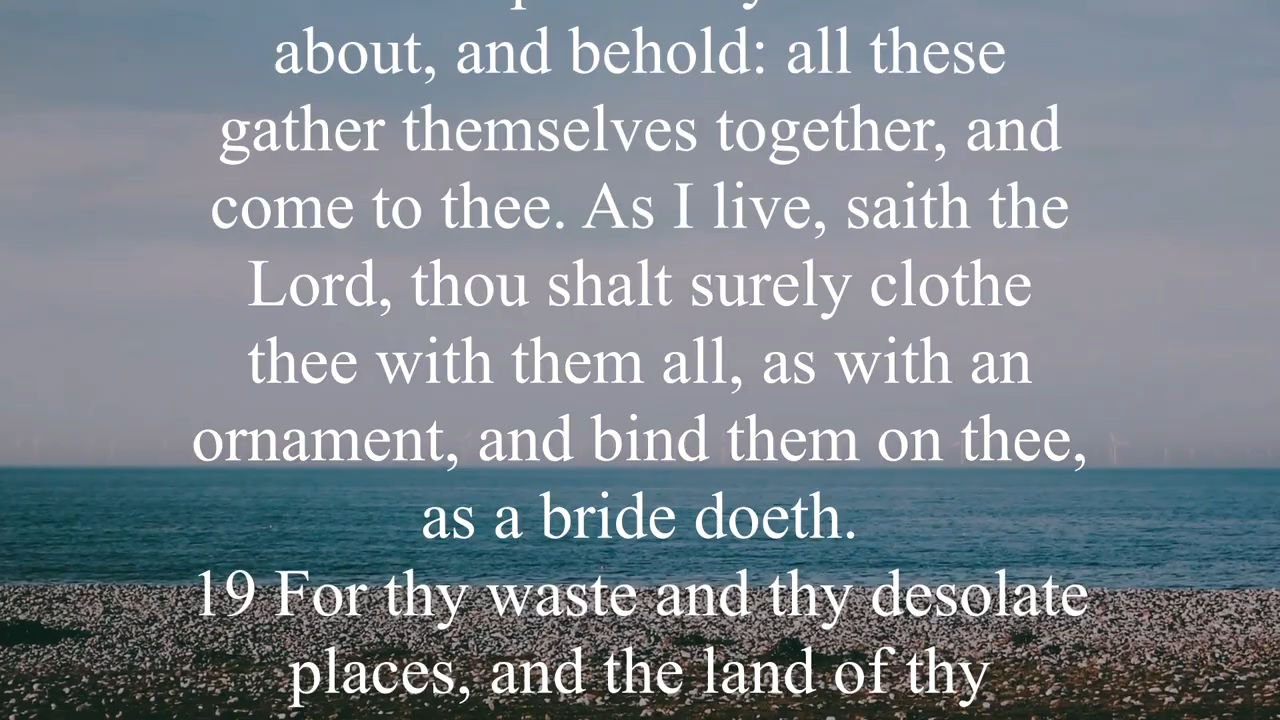 about, and behold: all these
gather themselves together, and
come to thee. As I live, saith the
Lord, thou shalt surely clothe
thee with them all, as with an
ornament, and bind them on thee,
as a bride doeth.
19 For thy waste and thy desolate
places, and the land of thy